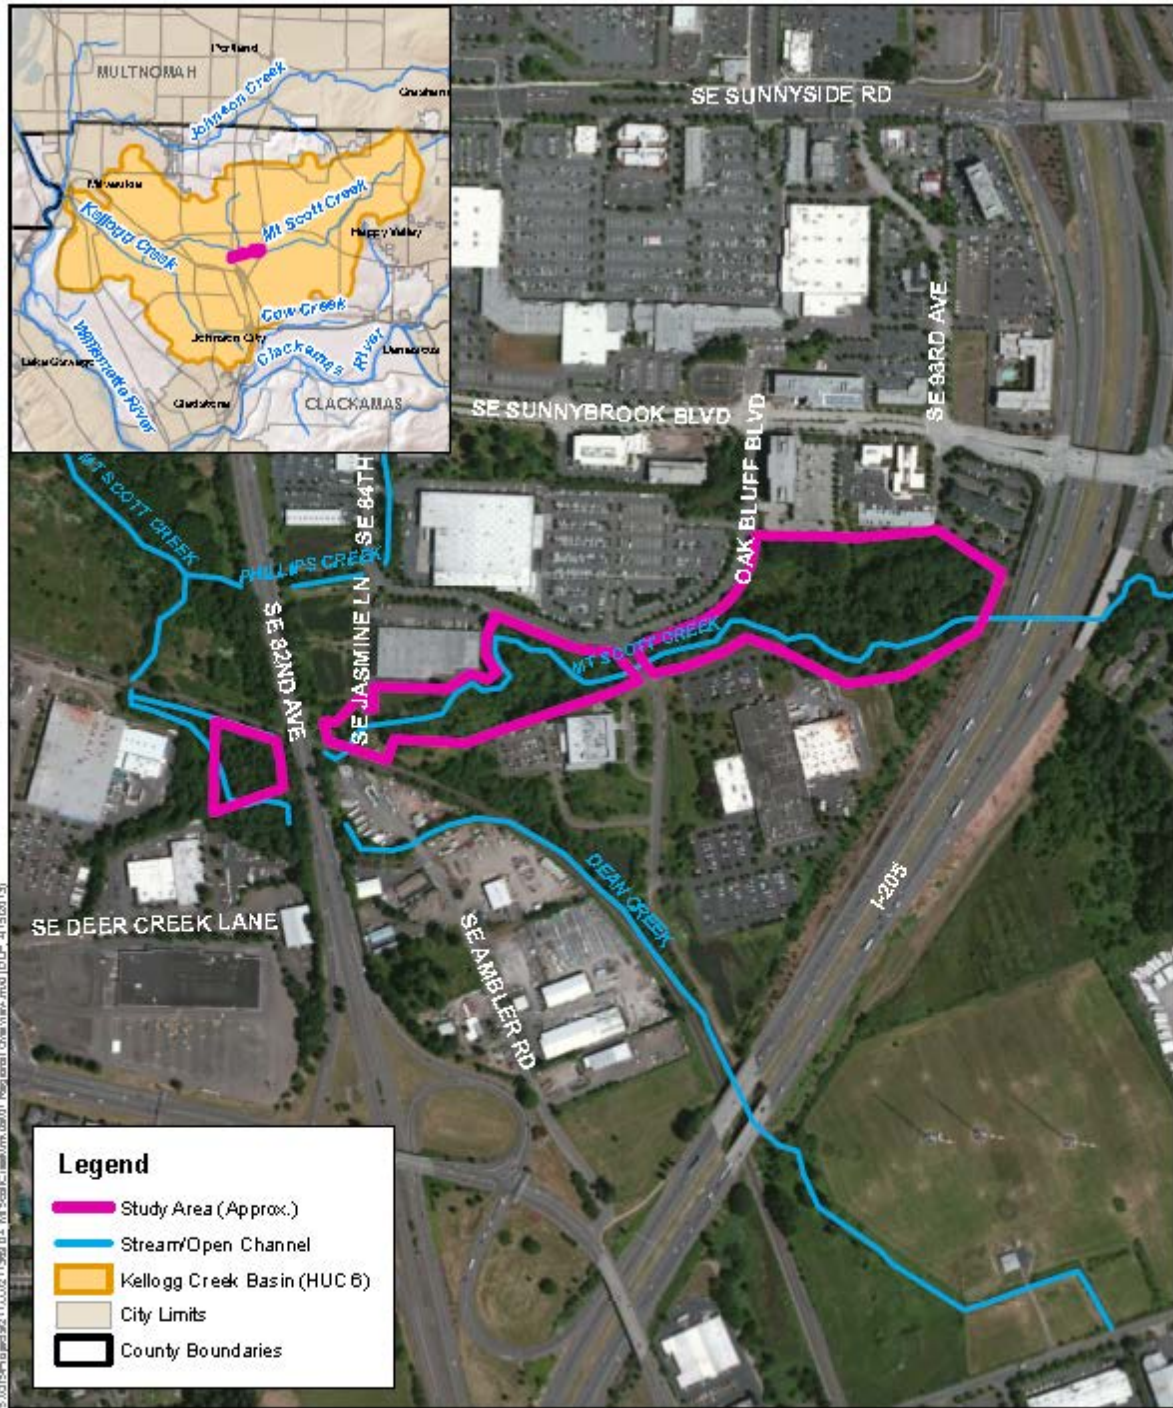 Portland
MULTNOMAH
Johnson Creek
Gresham
Milwaukie
Mt Scott Creek
Kellogg Creek
Happy Valley
Cow Creek
Johnson City
Clackamas River
Damascus
Lake Oswego
Willamette River
Gladstone
CLACKAMAS
SE SUNNYSIDE RD
SE 93RD AVE
SE SUNNYBROOK BLVD
OAK BLUFF BLVD
MT SCOTT CREEK
SE 84TH
PHILLIPS CREEK
SE 82ND AVE
SE JASMINE LN
MT SCOTT CREEK
DEAN CREEK
I-205
SE DEER CREEK LANE
SE AMBLER RD
Legend
Study Area (Approx.)
Stream/Open Channel
Kellogg Creek Basin (HUC 6)
City Limits
County Boundaries